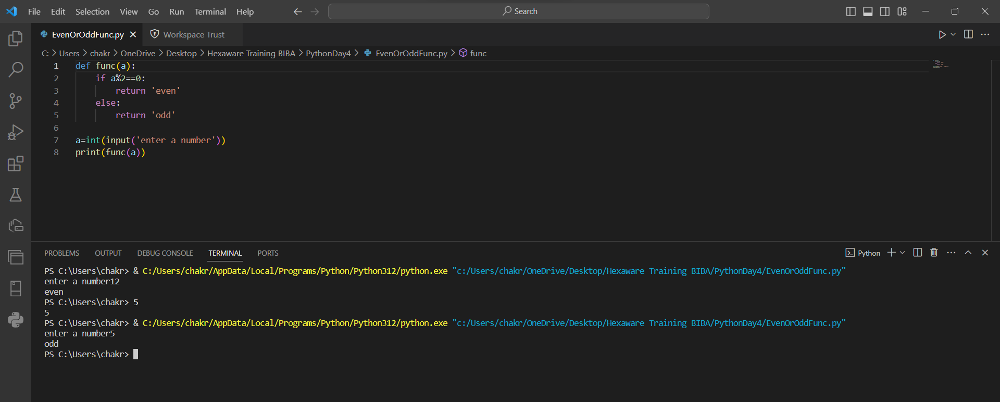 File Edit Selection View Go Run Terminal Help Search
EvenOrOddFunc.py Workspace Trust
C: > Users > chakr > OneDrive > Desktop > Hexaware Training BIBA > PythonDay4 > EvenOrOddFunc.py > func
1 def func(a):
2 if a%2==0:
3 return 'even'
4 else:
5 return 'odd'
6
7 a=int(input('enter a number'))
8 print(func(a))
PROBLEMS OUTPUT DEBUG CONSOLE TERMINAL PORTS Python
PS C:\Users\chakr> & C:/Users/chakr/AppData/Local/Programs/Python/Python312/python.exe "c:/Users/chakr/OneDrive/Desktop/Hexaware Training BIBA/PythonDay4/EvenOrOddFunc.py"
enter a number12
even
PS C:\Users\chakr> 5
5
PS C:\Users\chakr> & C:/Users/chakr/AppData/Local/Programs/Python/Python312/python.exe "c:/Users/chakr/OneDrive/Desktop/Hexaware Training BIBA/PythonDay4/EvenOrOddFunc.py"
enter a number5
odd
PS C:\Users\chakr>